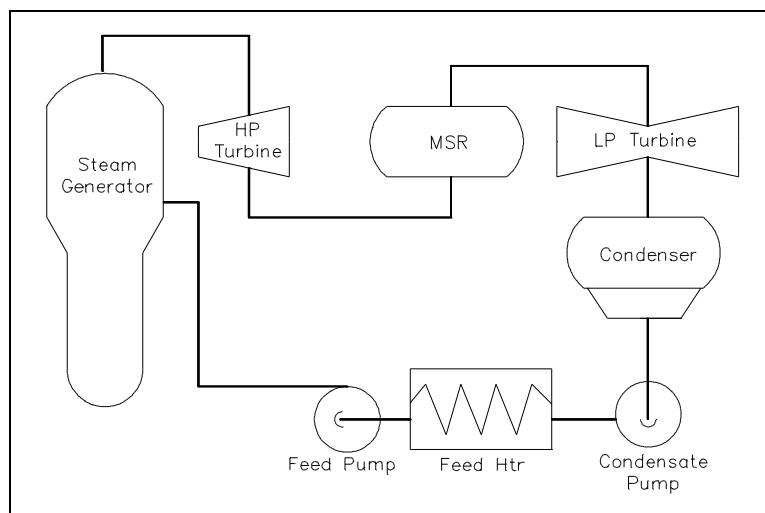 Steam
Generator
HP
Turbine
MSR
LP Turbine
Condenser
Feed Pump
Feed Htr
Condensate
Pump